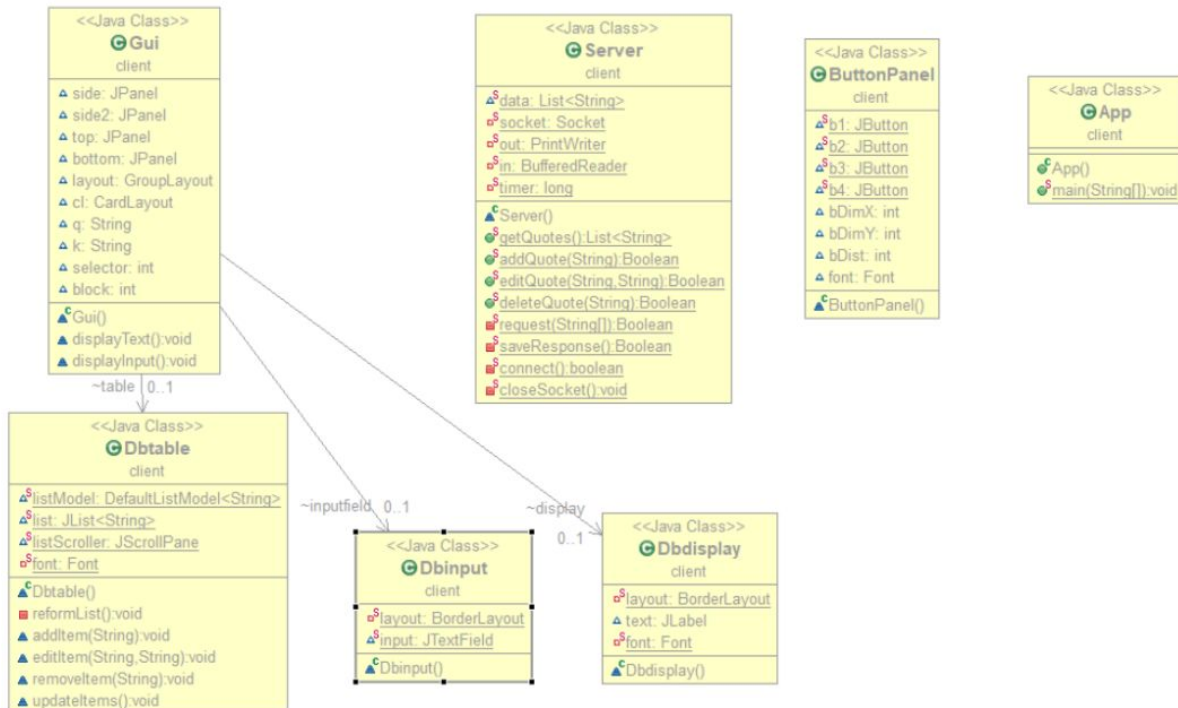 <<Java Class>>
Gui
client
side: JPanel
side2: JPanel
top: JPanel
bottom: JPanel
layout: GroupLayout
cl: CardLayout
q: String
k: String
selector: int
block: int
Gui()
displayText():void
displayInput():void
~table 0..1
<<Java Class>>
Dbtable
client
listModel: DefaultListModel<String>
list: JList<String>
listScroller: JScrollPane
font: Font
Dbtable()
reformList():void
addItem(String):void
editItem(String,String):void
removeItem(String):void
updateItems():void
~inputfield 0..1
<<Java Class>>
Dbinput
client
layout: BorderLayout
input: JTextField
Dbinput()
~display
0..1
<<Java Class>>
Dbdisplay
client
layout: BorderLayout
text: JLabel
font: Font
Dbdisplay()
<<Java Class>>
Server
client
data: List<String>
socket: Socket
out: PrintWriter
in: BufferedReader
timer: long
Server()
getQuotes():List<String>
addQuote(String):Boolean
editQuote(String,String):Boolean
deleteQuote(String):Boolean
request(String[]):Boolean
saveResponse():Boolean
connect():boolean
closeSocket():void
<<Java Class>>
ButtonPanel
client
b1: JButton
b2: JButton
b3: JButton
b4: JButton
bDimX: int
bDimY: int
bDist: int
font: Font
ButtonPanel()
<<Java Class>>
App
client
App()
main(String[]):void